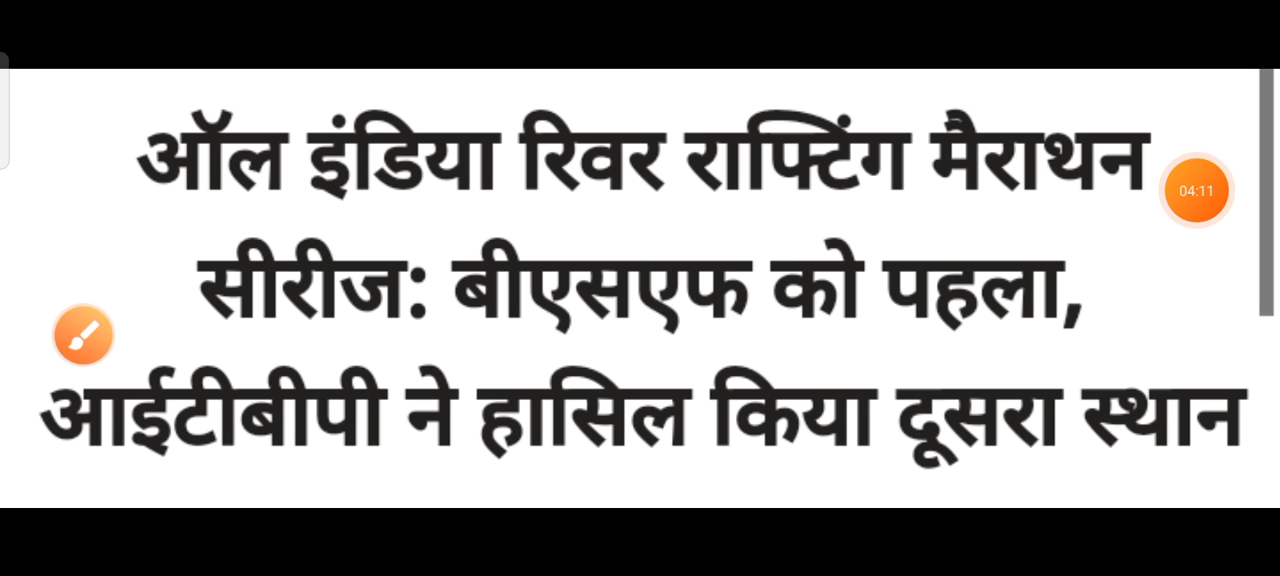 ऑल इंडिया रिवर राफ्टिंग मैराथन
04:11
सीरीज: बीएसएफ को पहला,
आईटीबीपी ने हासिल किया दूसरा स्थान